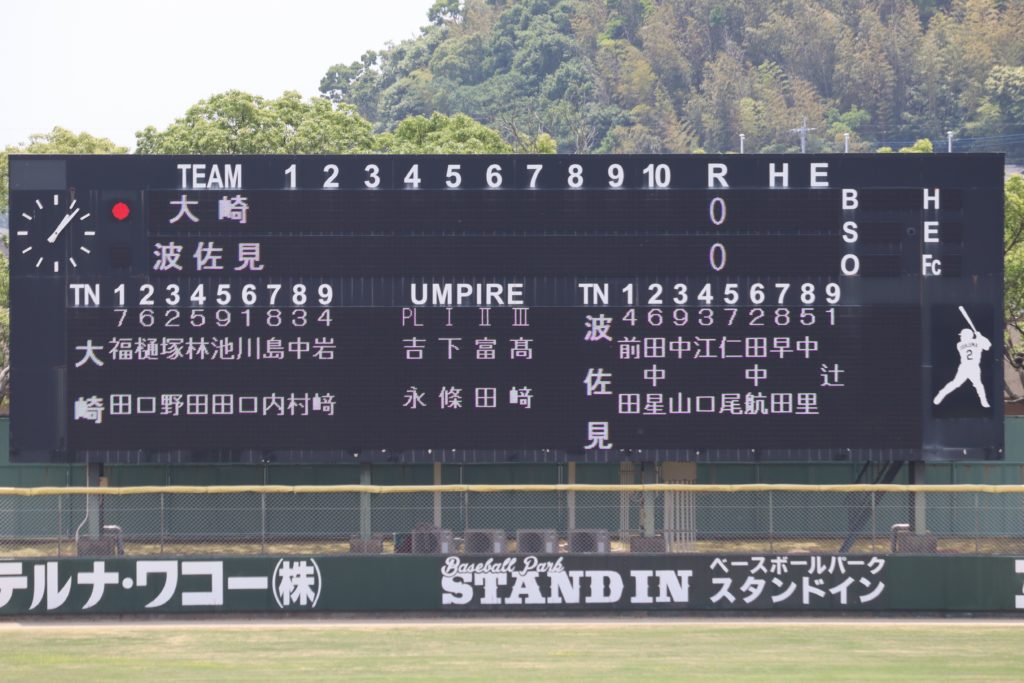 TEAM 1 2 3 4 5 6 7 8 9 10 R H E
大崎 0
波佐見 0
B
S
O
H
E
Fc
TN 1 2 3 4 5 6 7 8 9
7 6 2 5 9 1 8 3 4
大崎
福田
樋口
塚野
林田
池田
川口
島内
中村
岩﨑
UMPIRE
PL Ⅰ Ⅱ Ⅲ
吉永
下條
富田
髙﨑
TN 1 2 3 4 5 6 7 8 9
4 6 9 3 7 2 8 5 1
波佐見
前田
田中星
中山
江口
仁尾
田中航
早田
中里
辻
2
テルナ・ワコー(株)
Baseball Park
STAND IN
ベースボールパーク
スタンドイン